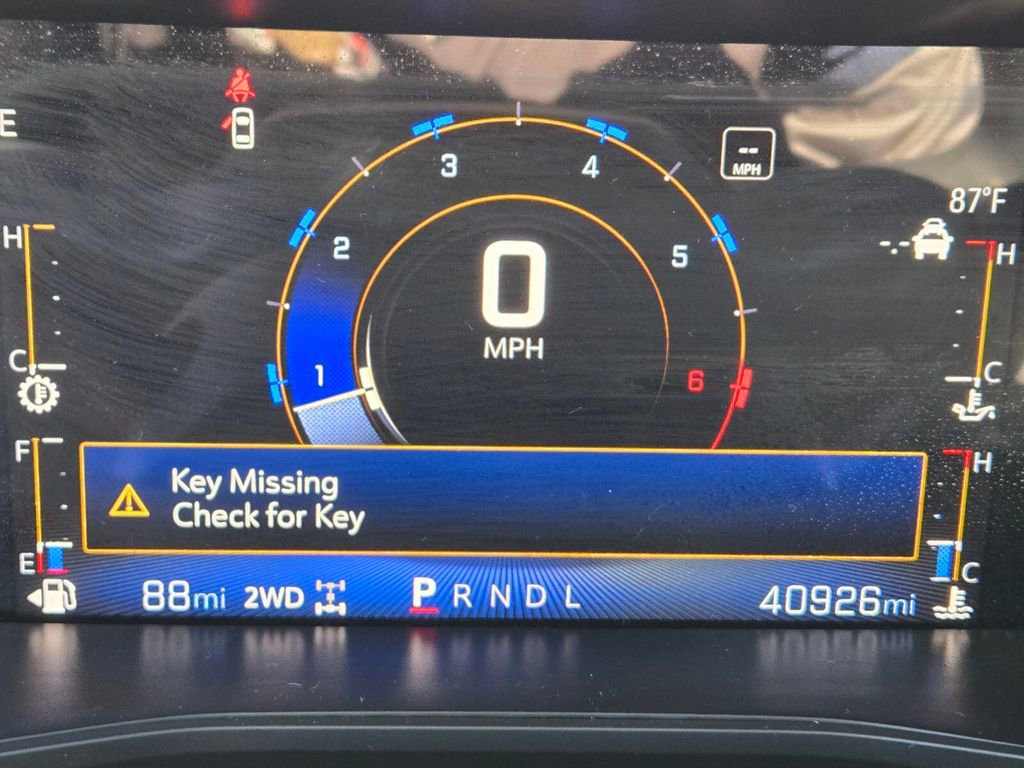 E
3
4
--
MPH
87°F
H
2
0
5
H
MPH
C
1
6
C
F
Key Missing
Check for Key
H
E
C
88mi 2WD P R N D L 40926mi